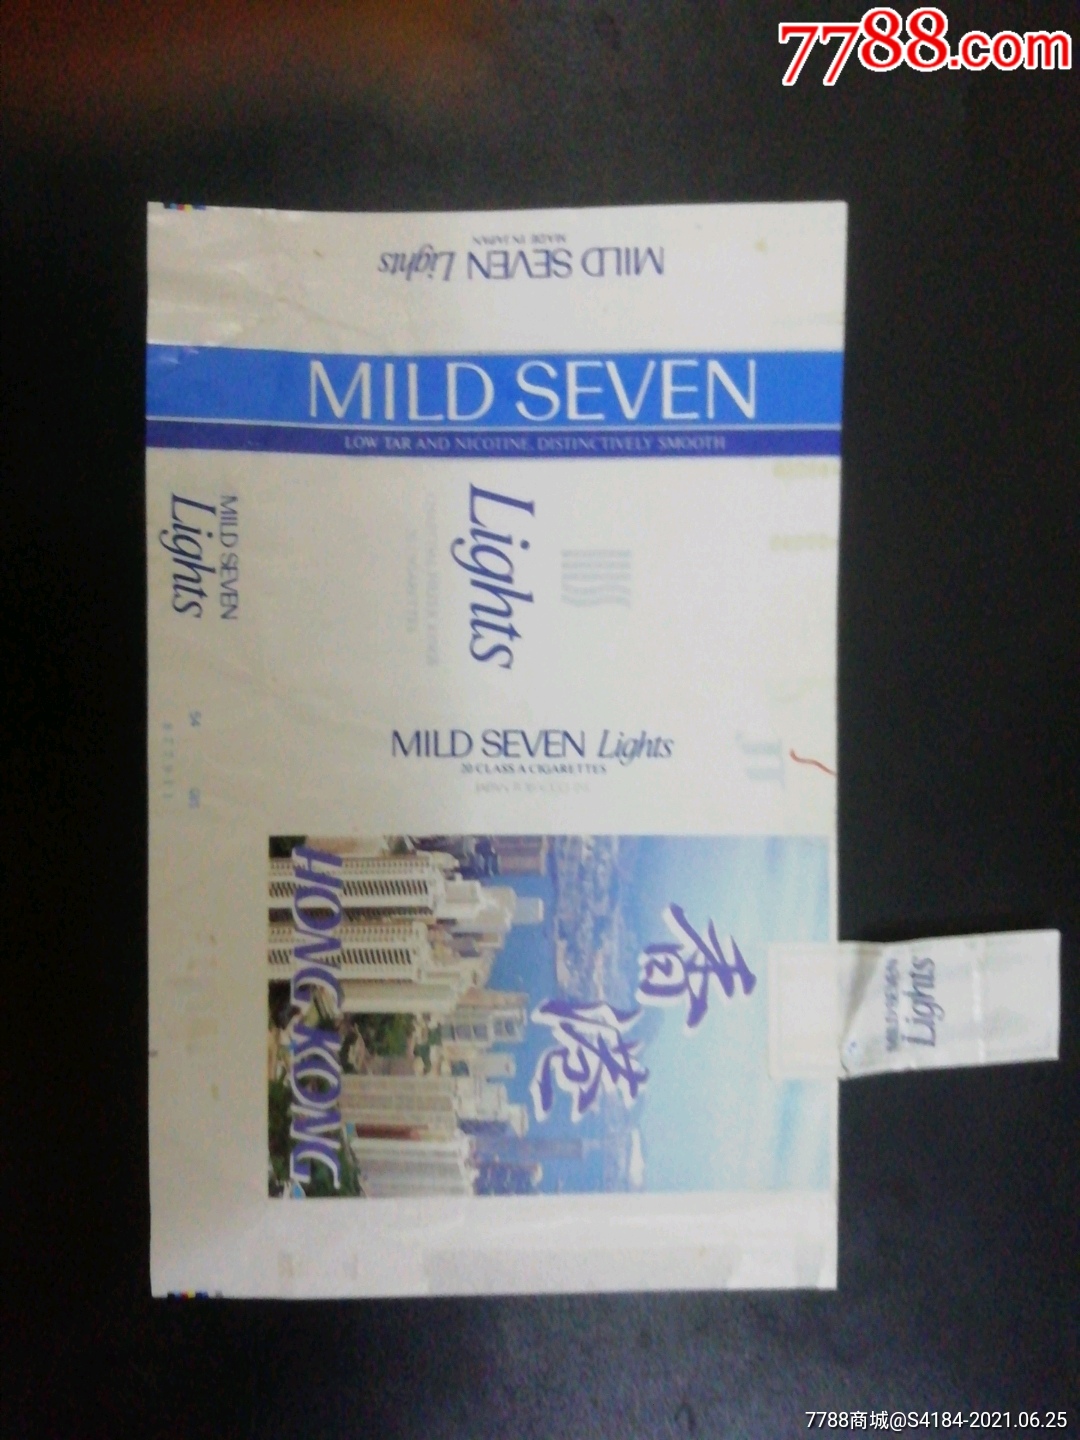 7788.com
MILD SEVEN Lights
MADE IN JAPAN
MILD SEVEN
LOW TAR AND NICOTINE, DISTINCTIVELY SMOOTH
MILD SEVEN
Lights
Lights
MILD SEVEN Lights
20 CLASS A CIGARETTES
香港
HONG KONG
MILD SEVEN
Lights
7788商城@S4184-2021.06.25